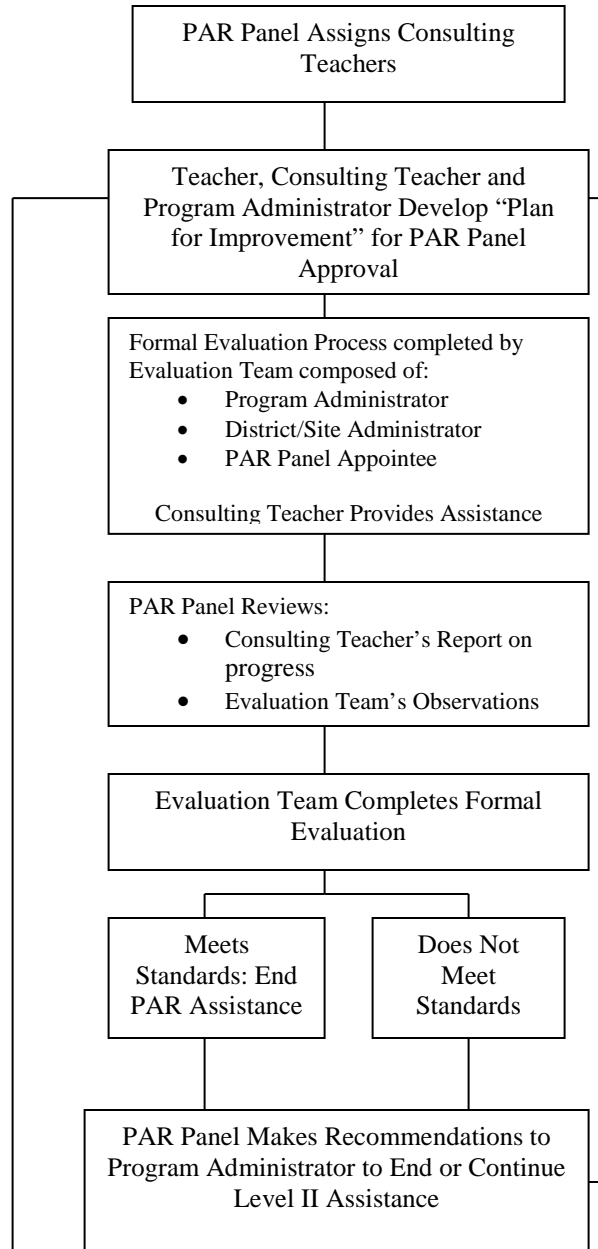 PAR Panel Assigns Consulting
Teachers
Teacher, Consulting Teacher and
Program Administrator Develop “Plan
for Improvement” for PAR Panel
Approval
Formal Evaluation Process completed by
Evaluation Team composed of:
• Program Administrator
• District/Site Administrator
• PAR Panel Appointee
Consulting Teacher Provides Assistance
PAR Panel Reviews:
• Consulting Teacher’s Report on
progress
• Evaluation Team’s Observations
Evaluation Team Completes Formal
Evaluation
Meets
Standards: End
PAR Assistance
Does Not
Meet
Standards
PAR Panel Makes Recommendations to
Program Administrator to End or Continue
Level II Assistance